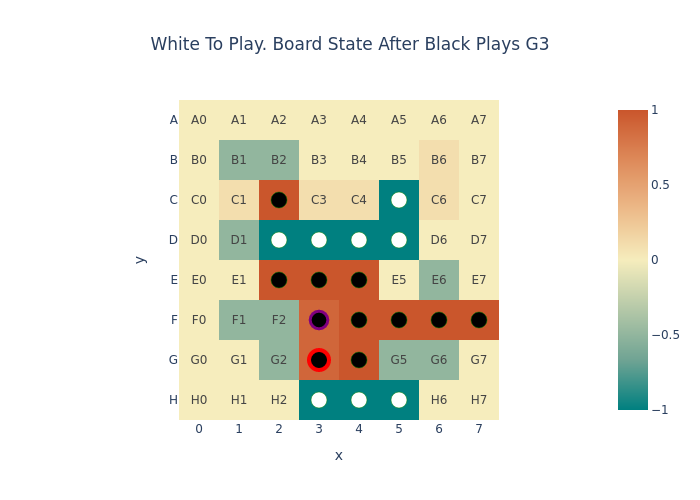 White To Play. Board State After Black Plays G3
A A0 A1 A2 A3 A4 A5 A6 A7
B B0 B1 B2 B3 B4 B5 B6 B7
C C0 C1 C3 C4 C6 C7
D D0 D1 D6 D7
E E0 E1 E5 E6 E7
F F0 F1 F2
G G0 G1 G2 G5 G6 G7
H H0 H1 H2 H6 H7
0 1 2 3 4 5 6 7
x
y
1
0.5
0
−0.5
−1